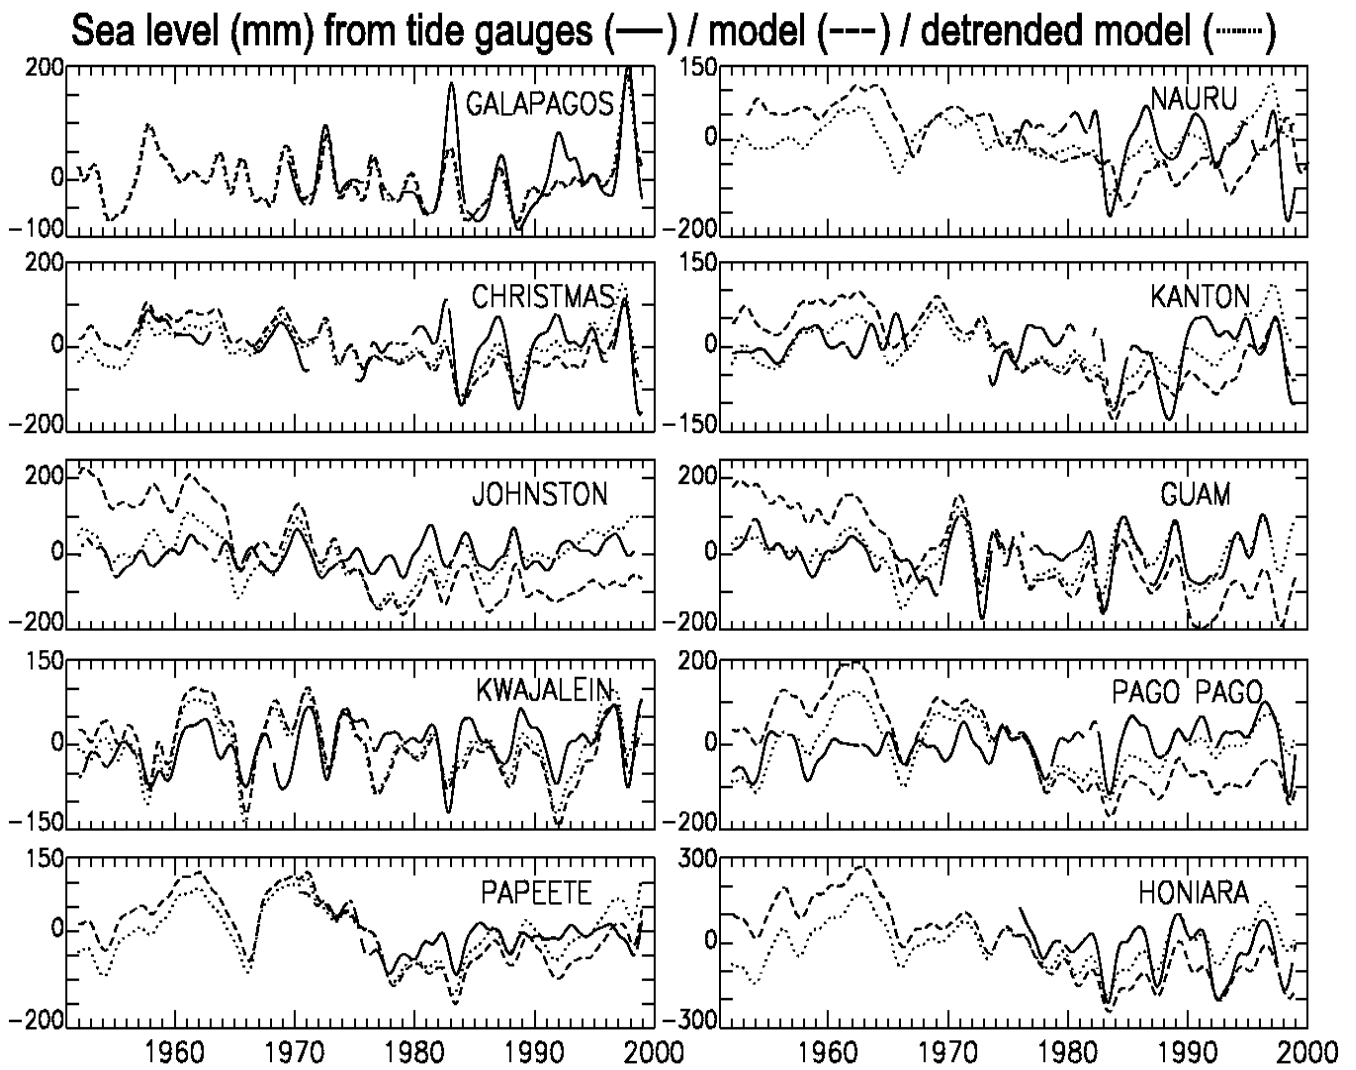 Sea level (mm) from tide gauges (—) / model (---) / detrended model (········)
200 150
GALAPAGOS NAURU
0 0
−100 −200
200 150
CHRISTMAS KANTON
0 0
−200 −150
200 200
JOHNSTON GUAM
0 0
−200 −200
150 200
KWAJALEIN PAGO PAGO
0 0
−150 −200
150 300
PAPEETE HONIARA
0 0
−200 −300
1960 1970 1980 1990 2000 1960 1970 1980 1990 2000